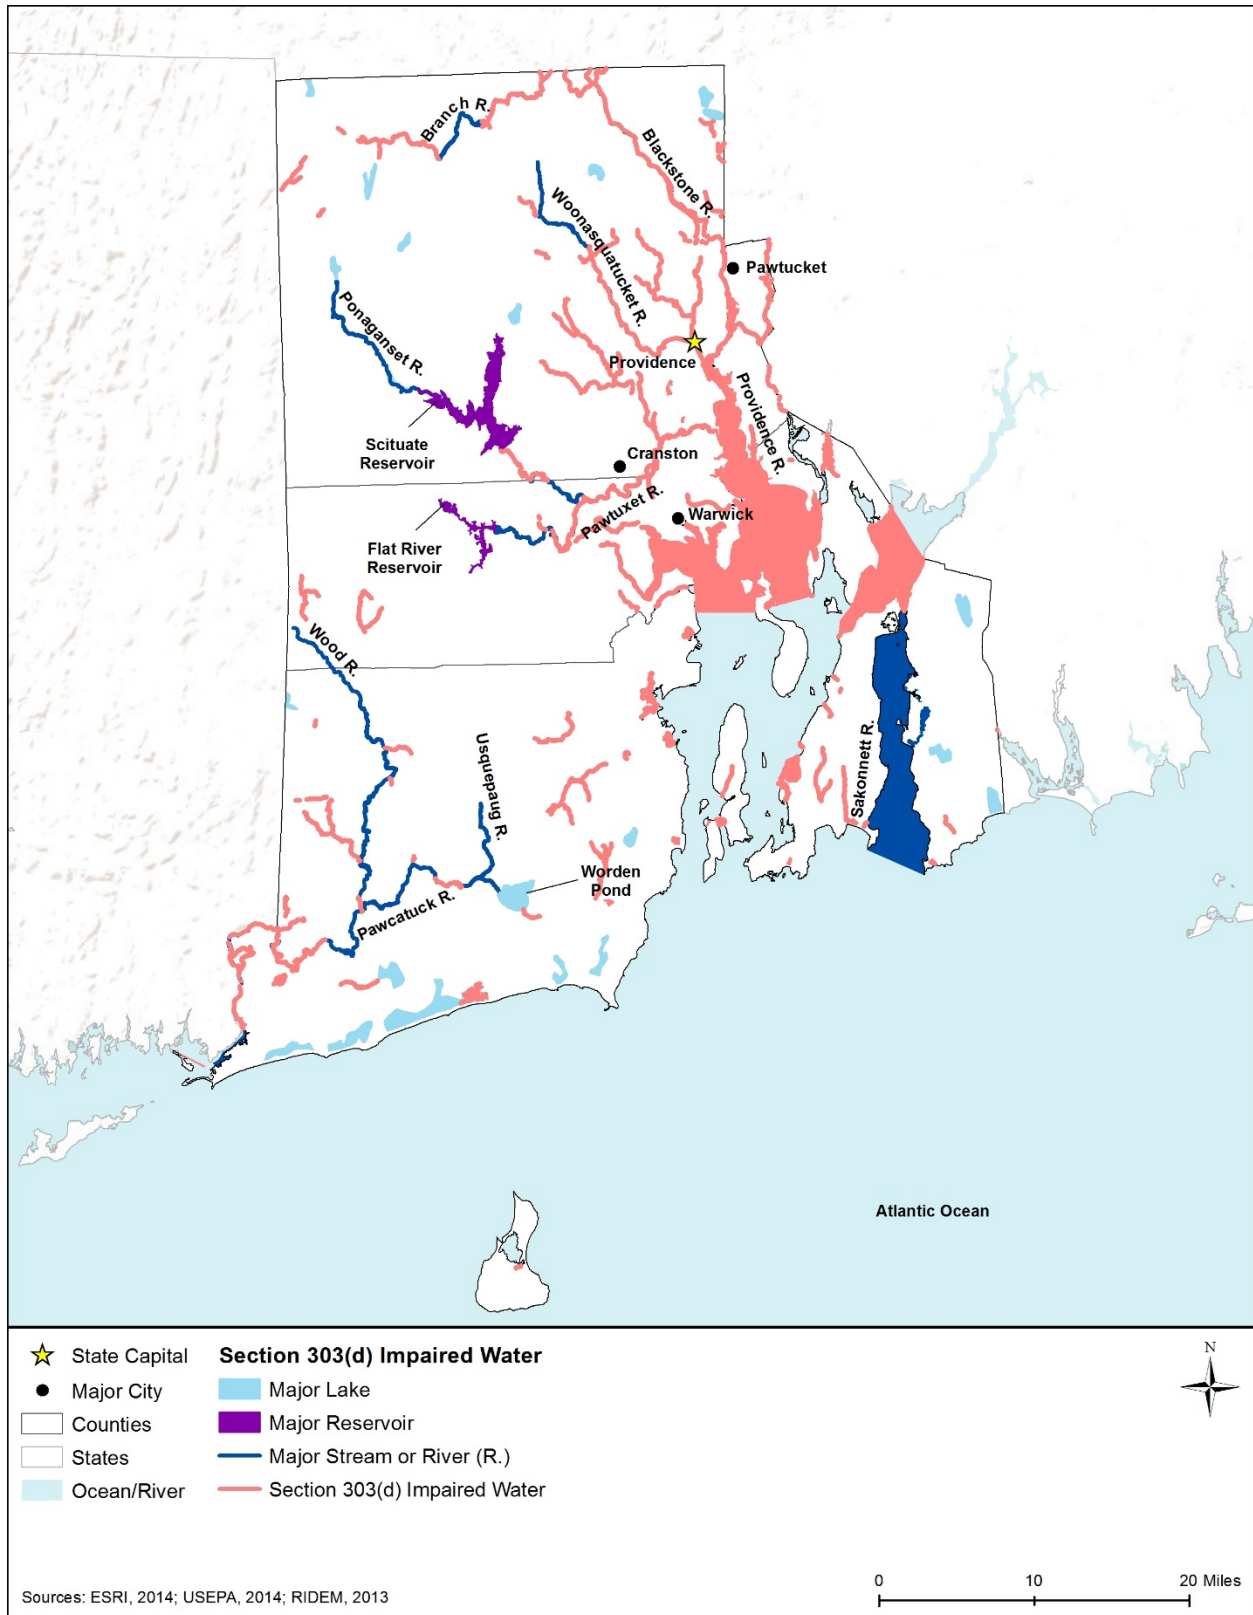 Branch R.
Blackstone R.
Woonasquatucket R.
Pawtucket
Ponaganset R.
Providence
Providence R.
Scituate
Reservoir
Cranston
Pawtuxet R.
Warwick
Flat River
Reservoir
Wood R.
Usquepaug R.
Sakonnett R.
Worden
Pond
Pawcatuck R.
Atlantic Ocean
State Capital
Major City
Counties
States
Ocean/River
Section 303(d) Impaired Water
Major Lake
Major Reservoir
Major Stream or River (R.)
Section 303(d) Impaired Water
N
Sources: ESRI, 2014; USEPA, 2014; RIDEM, 2013
0 10 20 Miles